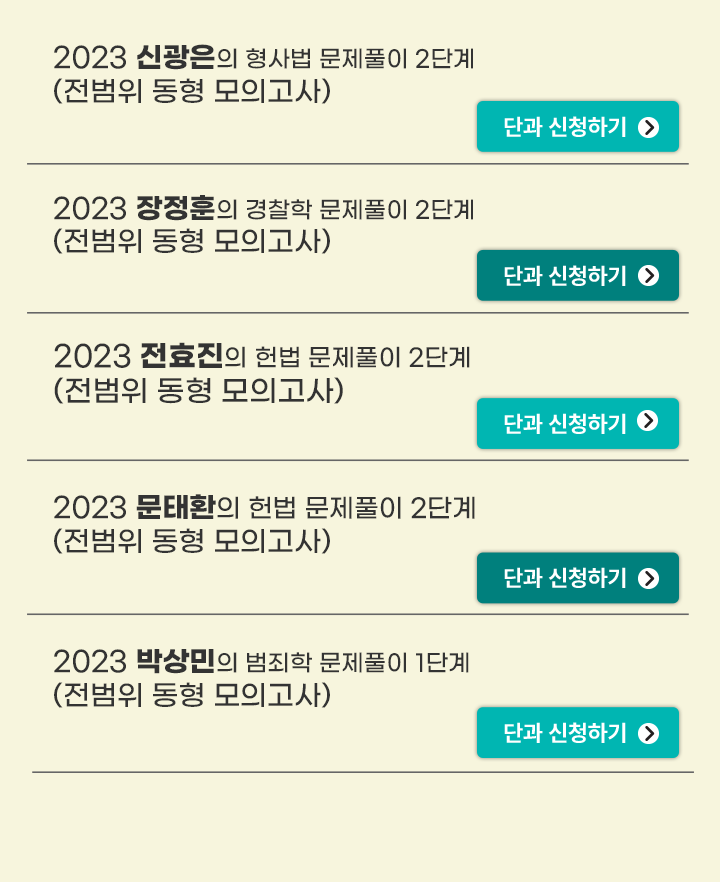 2023 신광은의 형사법 문제풀이 2단계
(전범위 동형 모의고사)
단과 신청하기
2023 장정훈의 경찰학 문제풀이 2단계
(전범위 동형 모의고사)
단과 신청하기
2023 전효진의 헌법 문제풀이 2단계
(전범위 동형 모의고사)
단과 신청하기
2023 문태환의 헌법 문제풀이 2단계
(전범위 동형 모의고사)
단과 신청하기
2023 박상민의 범죄학 문제풀이 1단계
(전범위 동형 모의고사)
단과 신청하기